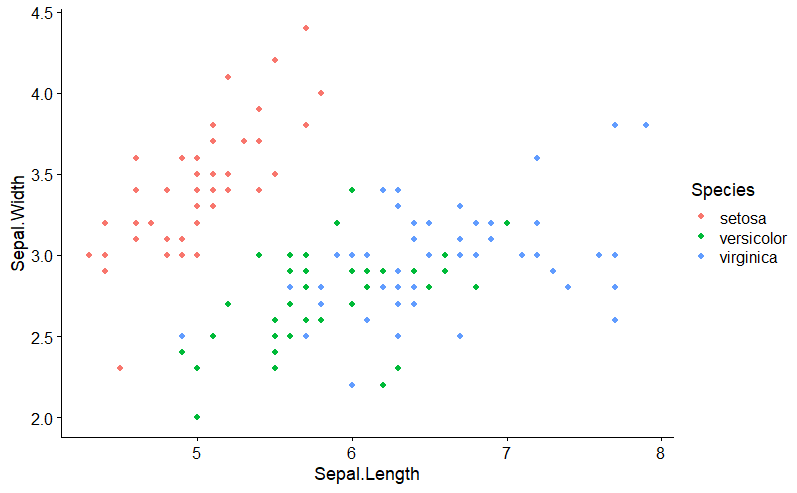 4.5
4.0
3.5
3.0
2.5
2.0
Sepal.Width
5 6 7 8
Sepal.Length
Species
setosa
versicolor
virginica